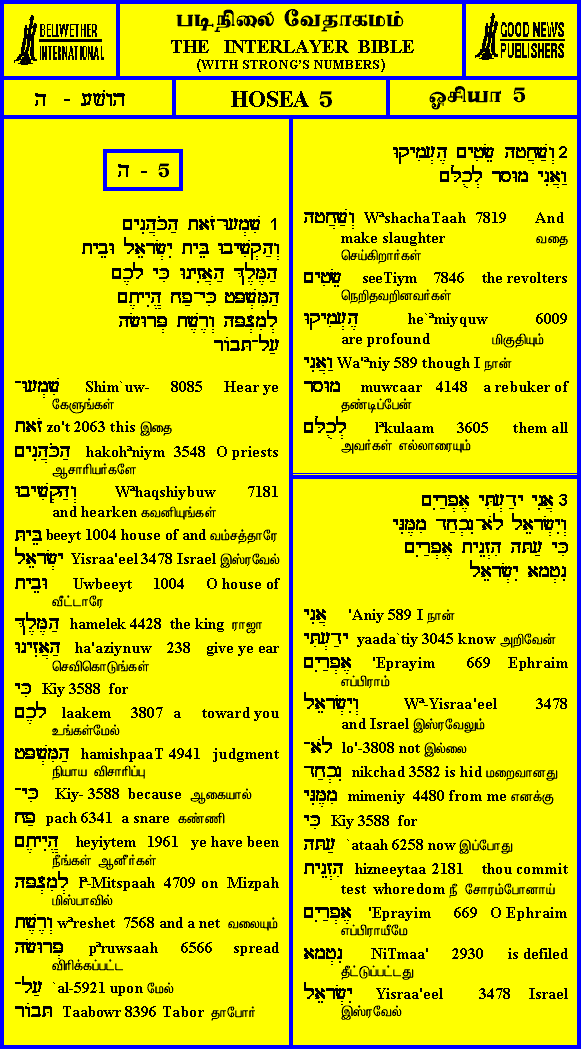 BELIWETHER
INTERNATIONAL
படிநிலை வேதாகமம்
THE INTERLAYER BIBLE
(WITH STRONG'S NUMBERS)
GOOD NEWS
PUBLISHERS
הושע - ה
HOSEA 5
ஓசியா 5
ה - 5
1 שִׁמְעוּ־זֹאת הַכֹּהֲנִים
וְהַקְשִׁיבוּ בֵּית יִשְׂרָאֵל וּבֵית
הַמֶּלֶךְ הַאֲזִינוּ כִּי לָכֶם
הַמִּשְׁפָּט כִּי־פַח הֱיִיתֶם
לְמִצְפָּה וְרֶשֶׁת פְּרוּשָׂה
עַל־תָּבוֹר
שִׁמְעוּ־ Shim`uw- 8085 Hear ye
கேளுங்கள்
זֹאת zo't 2063 this இதை
הַכֹּהֲנִים hakohªniym 3548 O priests
ஆசாரியர்களே
וְהַקְשִׁיבוּ Wªhaqshiybuw 7181
and hearken கவனியுங்கள்
בֵּית beeyt 1004 house of and வம்சத்தாரே
יִשְׂרָאֵל Yisraa'eel 3478 Israel இஸ்ரவேல்
וּבֵית Uwbeeyt 1004 O house of
வீட்டாரே
הַמֶּלֶךְ hamelek 4428 the king ராஜா
הַאֲזִינוּ ha'aziynuw 238 give ye ear
செவிகொடுங்கள்
כִּי Kiy 3588 for
לָכֶם laakem 3807 a toward you
உங்கள்மேல்
הַמִּשְׁפָּט hamishpaaT 4941 judgment
நியாய விசாரிப்பு
כִּי־ Kiy- 3588 because ஆகையால்
פַח pach 6341 a snare கண்ணி
הֱיִיתֶם heyiytem 1961 ye have been
நீங்கள் ஆனீர்கள்
לְמִצְפָּה lª-Mitspaah 4709 on Mizpah
மிஸ்பாவில்
וְרֶשֶׁת wªreshet 7568 and a net வலையும்
פְּרוּשָׂה pªruwsaah 6566 spread
விரிக்கப்பட்ட
עַל־ `al-5921 upon மேல்
תָּבוֹר Taabowr 8396 Tabor தாபோர்
2 וְשַׁחֲטָה שֵׂטִים הֶעְמִיקוּ
וַאֲנִי מוּסָר לְכֻלָּם
וְשַׁחֲטָה WªshachaTaah 7819 And
make slaughter வதை
செய்கிறார்கள்
שֵׂטִים seeTiym 7846 the revolters
நெறிதவறினவர்கள்
הֶעְמִיקוּ he`ªmiyquw 6009
are profound மிகுதியும்
וַאֲנִי Wa'ªniy 589 though I நான்
מוּסָר muwcaar 4148 a rebuker of
தண்டிப்பேன்
לְכֻלָּם lªkulaam 3605 them all
அவர்கள் எல்லாரையும்
3 אֲנִי יָדַעְתִּי אֶפְרַיִם
וְיִשְׂרָאֵל לֹא־נִכְחַד מִמֶּנִּי
כִּי עַתָּה הִזְנֵיתָ אֶפְרַיִם
נִטְמָא יִשְׂרָאֵל
אֲנִי 'Aniy 589 I நான்
יָדַעְתִּי yaada`tiy 3045 know அறிவேன்
אֶפְרַיִם 'Eprayim 669 Ephraim
எப்பிராம்
וְיִשְׂרָאֵל Wª-Yisraa'eel 3478
and Israel இஸ்ரவேலும்
לֹא־ lo'-3808 not இல்லை
נִכְחַד nikchad 3582 is hid மறைவானது
מִמֶּנִּי mimeniy 4480 from me எனக்கு
כִּי Kiy 3588 for
עַתָּה `ataah 6258 now இப்போது
הִזְנֵיתָ hizneeytaa 2181 thou commit
test whoredom நீ சோரம்போனாய்
אֶפְרַיִם 'Eprayim 669 O Ephraim
எப்பிராயீமே
נִטְמָא NiTmaa' 2930 is defiled
தீட்டுப்பட்டது
יִשְׂרָאֵל Yisraa'eel 3478 Israel
இஸ்ரவேல்